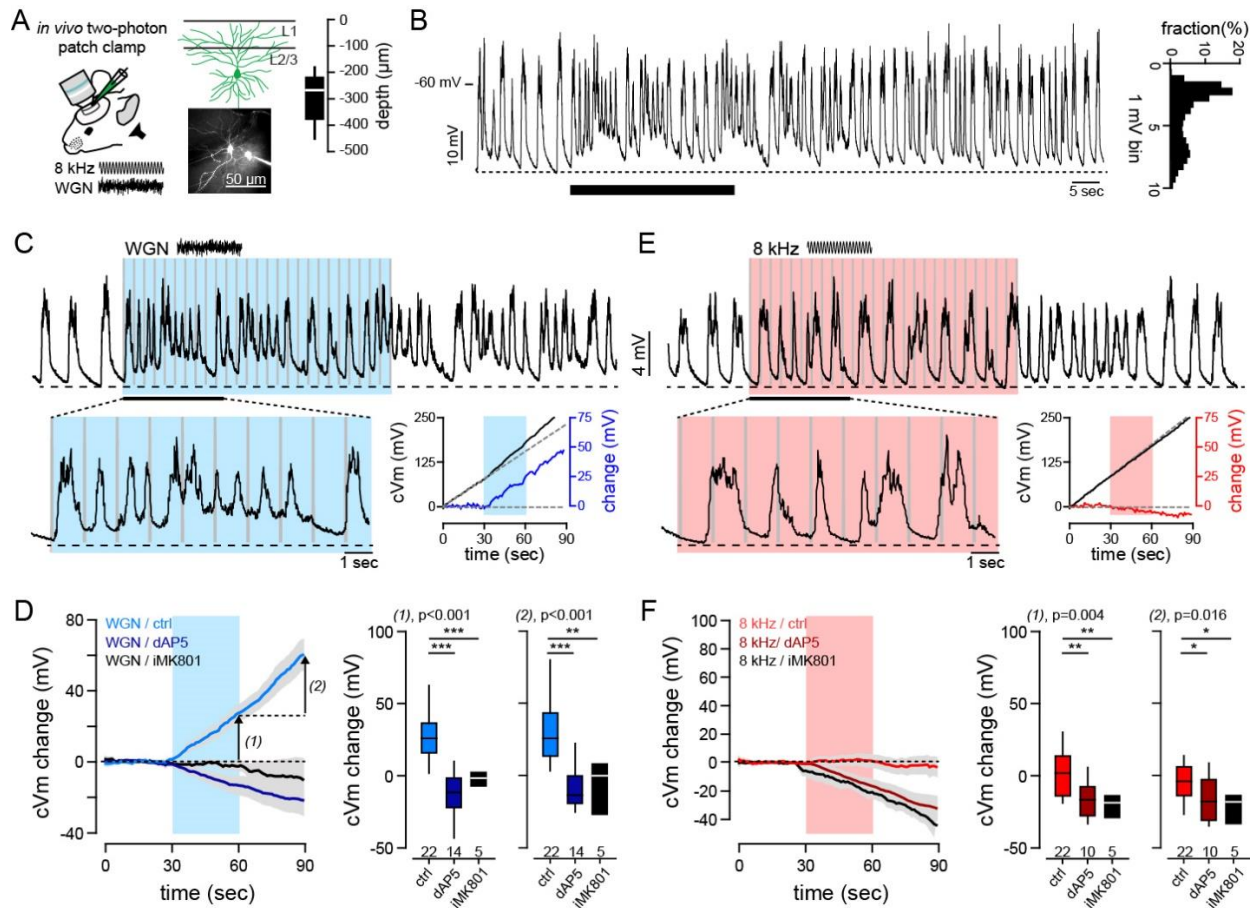 A
in vivo two-photon
patch clamp
8 kHz
WGN
L1
L2/3
50 µm
0
-100
-200
-300
-400
-500
depth (µm)
B
-60 mV
10 mV
5 sec
fraction(%)
0 10 20
0
5
10
1 mV bin
C
WGN
1 sec
cVm (mV)
250
125
0
75
50
25
0
change (mV)
0 30 60 90
time (sec)
E
8 kHz
4 mV
1 sec
cVm (mV)
250
125
0
75
50
25
0
change (mV)
0 30 60 90
time (sec)
D
WGN / ctrl
WGN / dAP5
WGN / iMK801
cVm change (mV)
80
60
40
20
0
-40
(1)
(2)
0 30 60 90
time (sec)
(1), p<0.001
(2), p<0.001
*** **
*** ***
cVm change (mV)
100
0
-50
22 14 5
22 14 5
ctrl dAP5 iMK801
ctrl dAP5 iMK801
F
8 kHz / ctrl
8 kHz/ dAP5
8 kHz / iMK801
cVm change (mV)
100
80
60
40
20
0
-20
-40
0 30 60 90
time (sec)
(1), p=0.004
(2), p=0.016
** *
** *
cVm change (mV)
100
0
-50
22 10 5
22 10 5
ctrl dAP5 iMK801
ctrl dAP5 iMK801